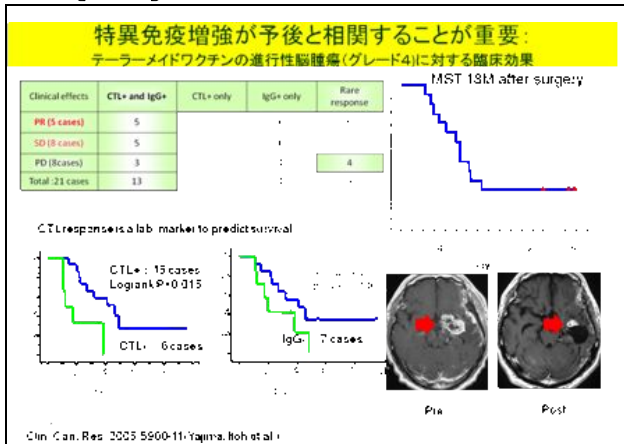 特異免疫増強が予後と相関することが重要:
テーラーメイドワクチンの進行性脳腫瘍(グレード4)に対する臨床効果
MST 18M after surgery
Clinical effects CTL+ and IgG+ CTL+ only IgG+ only Rare response
PR (5 cases) 5
SD (8 cases) 5
PD (8cases) 3 4
Total :21 cases 13
CTL response is a lab. marker to predict survival
CTL+ : 15 cases
Logrank P=0.015
CTL- 6 cases
IgG- 7 cases
Pre Post
Clin. Can. Res. 2005 5900-11 (Yajima, Itoh et al.)